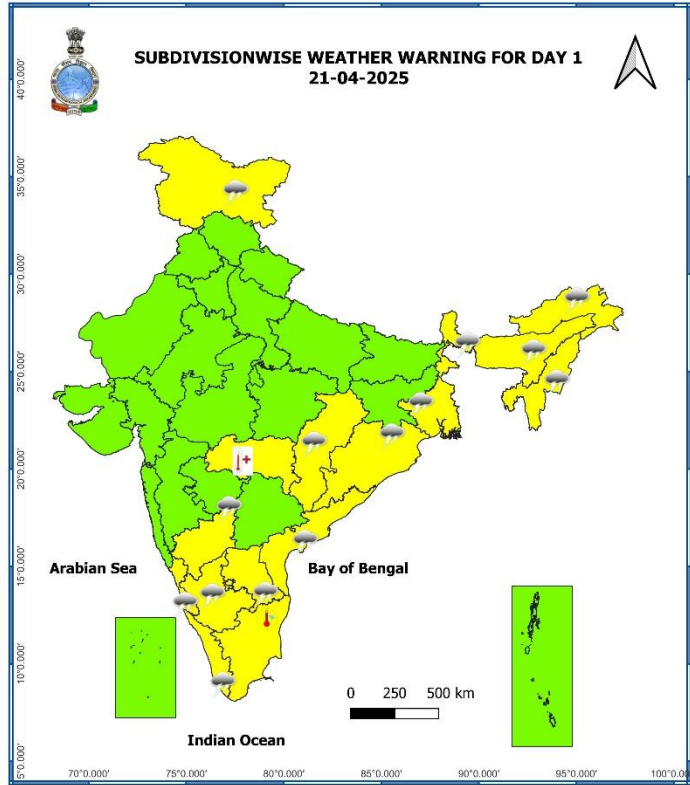 SUBDIVISIONWISE WEATHER WARNING FOR DAY 1
21-04-2025
40°0.000'
35°0.000'
30°0.000'
25°0.000'
20°0.000'
15°0.000'
10°0.000'
5°0.000'
Arabian Sea
Bay of Bengal
0 250 500 km
Indian Ocean
70°0.000' 75°0.000' 80°0.000' 85°0.000' 90°0.000' 95°0.000' 100°0.000